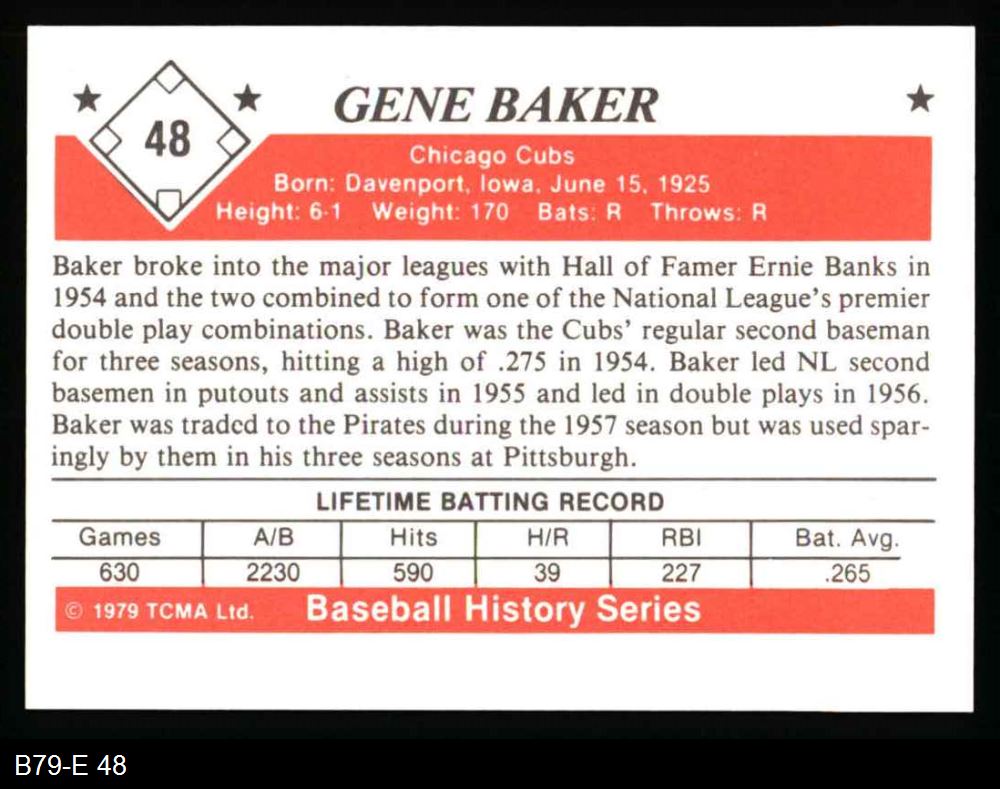 48
GENE BAKER
Chicago Cubs
Born: Davenport, Iowa, June 15, 1925
Height: 6-1 Weight: 170 Bats: R Throws: R
Baker broke into the major leagues with Hall of Famer Ernie Banks in
1954 and the two combined to form one of the National League's premier
double play combinations. Baker was the Cubs' regular second baseman
for three seasons, hitting a high of .275 in 1954. Baker led NL second
basemen in putouts and assists in 1955 and led in double plays in 1956.
Baker was traded to the Pirates during the 1957 season but was used spar-
ingly by them in his three seasons at Pittsburgh.
LIFETIME BATTING RECORD
Games A/B Hits H/R RBI Bat. Avg.
630 2230 590 39 227 .265
© 1979 TCMA Ltd. Baseball History Series
B79-E 48